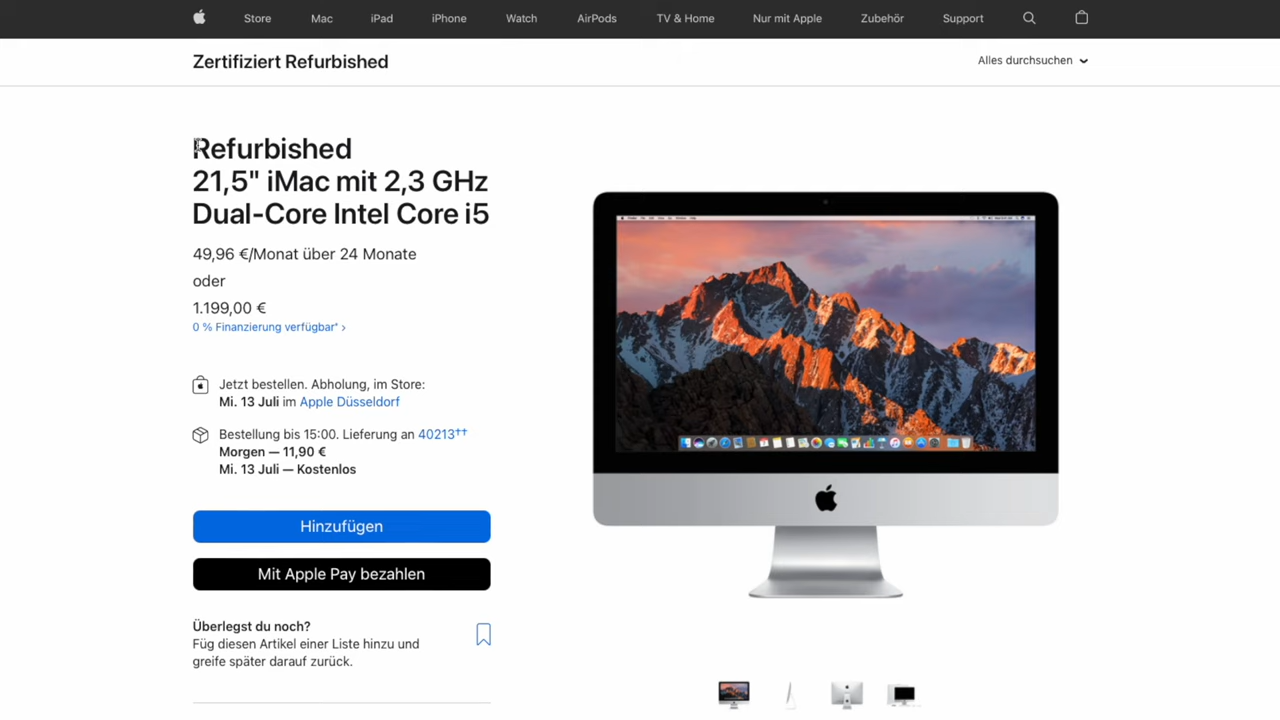 Store Mac iPad iPhone Watch AirPods TV & Home Nur mit Apple Zubehör Support
Zertifiziert Refurbished
Alles durchsuchen
Refurbished
21,5" iMac mit 2,3 GHz
Dual-Core Intel Core i5
49,96 €/Monat über 24 Monate
oder
1.199,00 €
0 % Finanzierung verfügbar* >
Jetzt bestellen. Abholung, im Store:
Mi. 13 Juli im Apple Düsseldorf
Bestellung bis 15:00. Lieferung an 40213††
Morgen — 11,90 €
Mi. 13 Juli — Kostenlos
Hinzufügen
Mit Apple Pay bezahlen
Überlegst du noch?
Füg diesen Artikel einer Liste hinzu und
greife später darauf zurück.